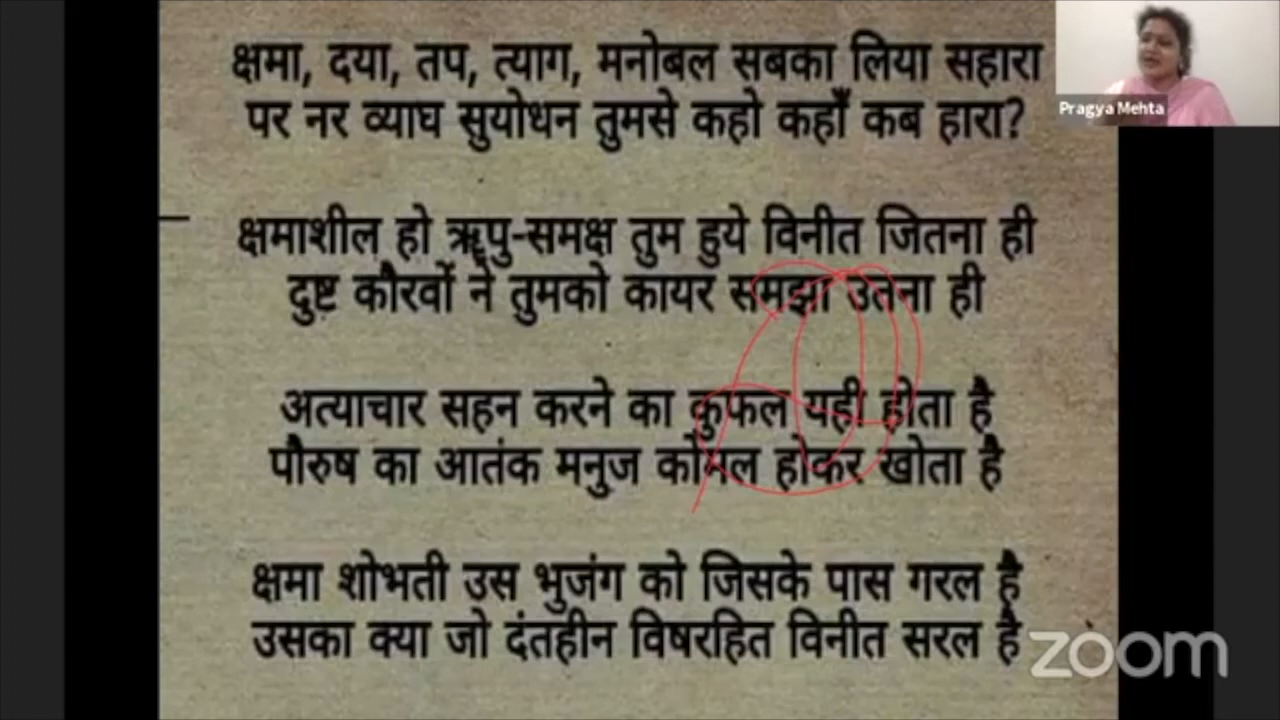 क्षमा, दया, तप, त्याग, मनोबल सबका लिया सहारा
पर नर व्याघ सुयोधन तुमसे कहो कहाँ कब हारा?
क्षमाशील हो ॠपु-समक्ष तुम हुये विनीत जितना ही
दुष्ट कौरवों ने तुमको कायर समझा उतना ही
अत्याचार सहन करने का कुफल यही होता है
पौरुष का आतंक मनुज कोमल होकर खोता है
क्षमा शोभती उस भुजंग को जिसके पास गरल है
उसका क्या जो दंतहीन विषरहित विनीत सरल है
Pragya Mehta
zoom